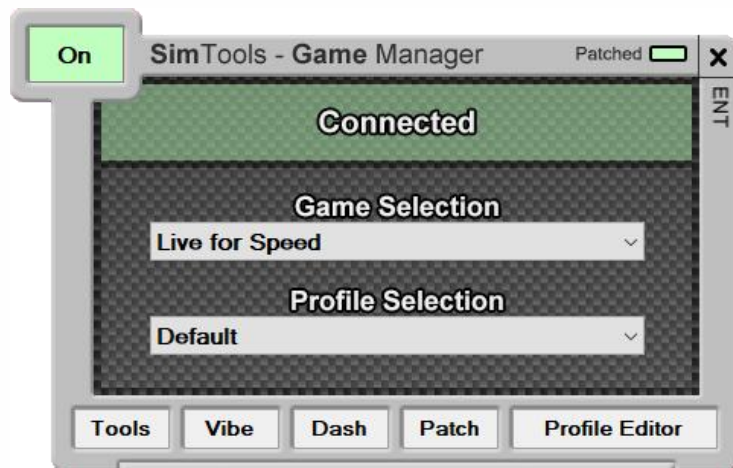 On
SimTools - Game Manager
Patched
ENT
Connected
Game Selection
Live for Speed
Profile Selection
Default
Tools
Vibe
Dash
Patch
Profile Editor